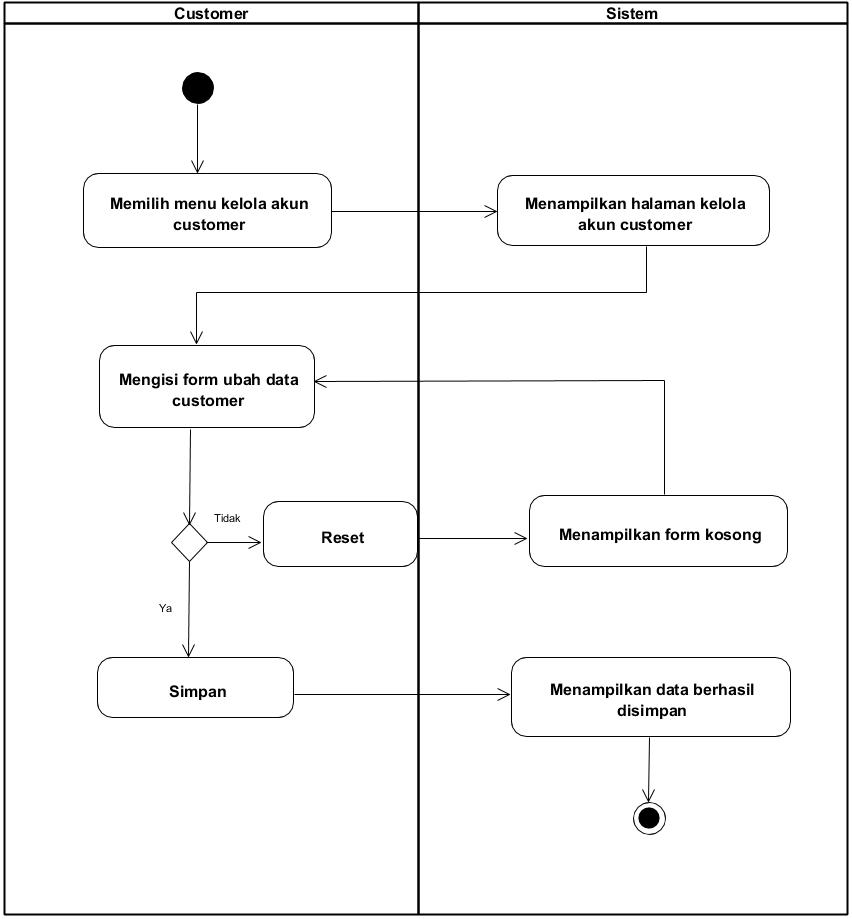 Customer
Sistem
Memilih menu kelola akun
customer
Menampilkan halaman kelola
akun customer
Mengisi form ubah data
customer
Tidak
Reset
Menampilkan form kosong
Ya
Simpan
Menampilkan data berhasil
disimpan